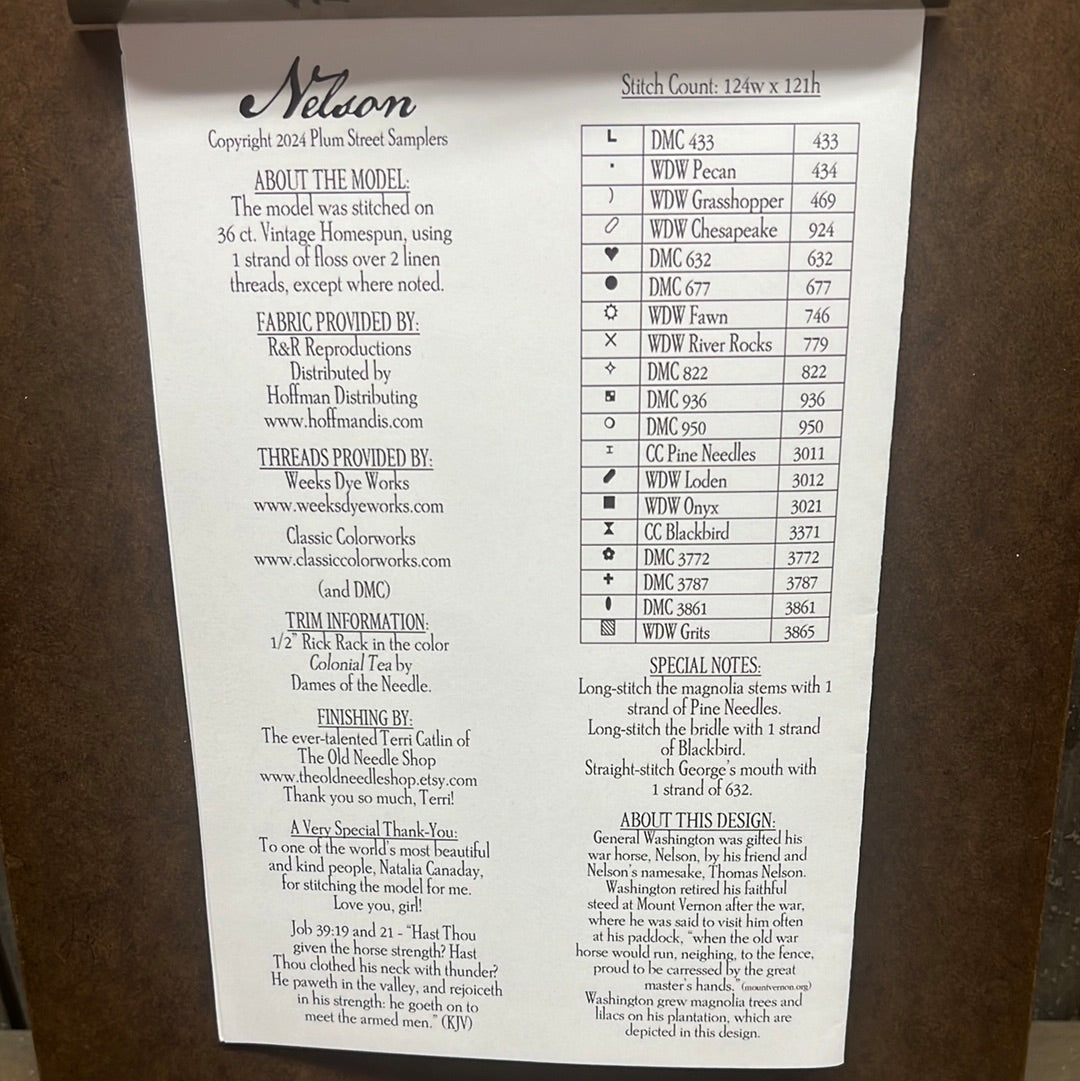 Nelson
Copyright 2024 Plum Street Samplers
ABOUT THE MODEL:
The model was stitched on
36 ct. Vintage Homespun, using
1 strand of floss over 2 linen
threads, except where noted.
FABRIC PROVIDED BY:
R&R Reproductions
Distributed by
Hoffman Distributing
www.hoffmandis.com
THREADS PROVIDED BY:
Weeks Dye Works
www.weeksdyeworks.com
Classic Colorworks
www.classiccolorworks.com
(and DMC)
TRIM INFORMATION:
1/2" Rick Rack in the color
Colonial Tea by
Dames of the Needle.
FINISHING BY:
The ever-talented Terri Catlin of
The Old Needle Shop
www.theoldneedleshop.etsy.com
Thank you so much, Terri!
A Very Special Thank-You:
To one of the world's most beautiful
and kind people, Natalia Canaday,
for stitching the model for me.
Love you, girl!
Job 39:19 and 21 - "Hast Thou
given the horse strength? Hast
Thou clothed his neck with thunder?
He paweth in the valley, and rejoiceth
in his strength: he goeth on to
meet the armed men." (KJV)
Stitch Count: 124w x 121h
L DMC 433 433
WDW Pecan 434
WDW Grasshopper 469
WDW Chesapeake 924
DMC 632 632
DMC 677 677
WDW Fawn 746
WDW River Rocks 779
DMC 822 822
DMC 936 936
DMC 950 950
CC Pine Needles 3011
WDW Loden 3012
WDW Onyx 3021
CC Blackbird 3371
DMC 3772 3772
DMC 3787 3787
DMC 3861 3861
WDW Grits 3865
SPECIAL NOTES:
Long-stitch the magnolia stems with 1
strand of Pine Needles.
Long-stitch the bridle with 1 strand
of Blackbird.
Straight-stitch George's mouth with
1 strand of 632.
ABOUT THIS DESIGN:
General Washington was gifted his
war horse, Nelson, by his friend and
Nelson's namesake, Thomas Nelson.
Washington retired his faithful
steed at Mount Vernon after the war,
where he was said to visit him often
at his paddock, "when the old war
horse would run, neighing, to the fence,
proud to be carressed by the great
master's hands." (mountvernon.org)
Washington grew magnolia trees and
lilacs on his plantation, which are
depicted in this design.